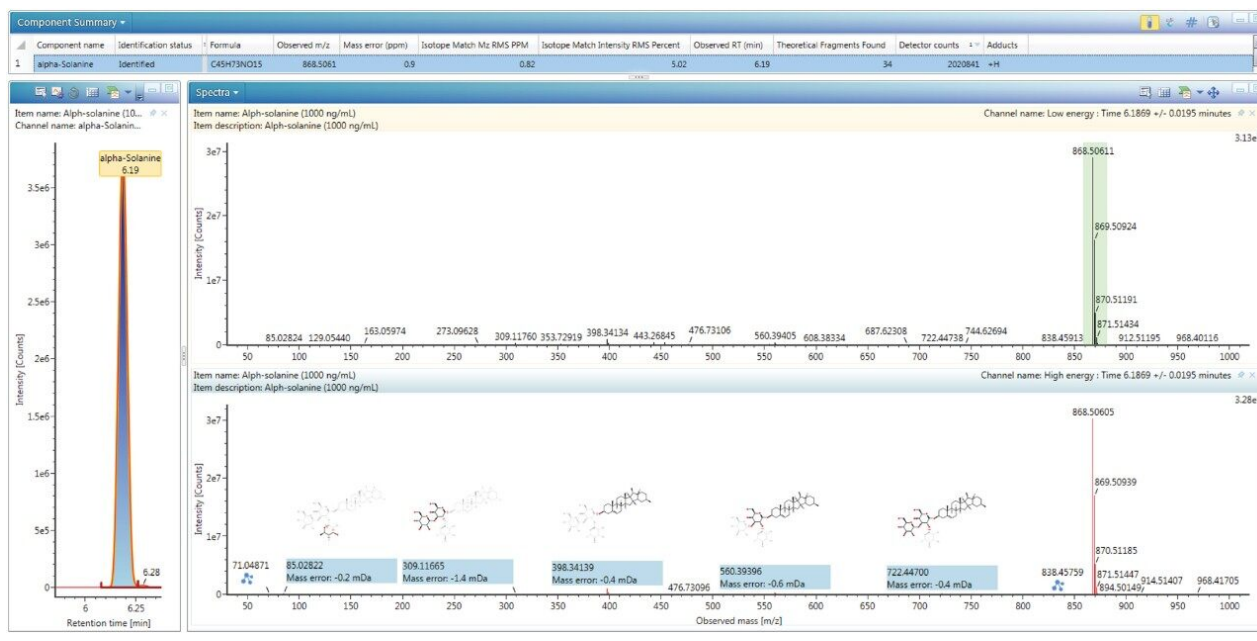 Component Summary
Component name Identification status Formula Observed m/z Mass error (ppm) Isotope Match Mz RMS PPM Isotope Match Intensity RMS Percent Observed RT (min) Theoretical Fragments Found Detector counts Adducts
1 alpha-Solanine Identified C45H73NO15 868.5061 0.9 0.82 5.02 6.19 34 2020841 +H
Item name: Alph-solanine (10...
Channel name: alpha-Solanin...
alpha-Solanine
6.19
3.5e6
3e6
2.5e6
2e6
1.5e6
1e6
5e5
0
6.28
6 6.25
Intensity [Counts]
Retention time [min]
Spectra
Item name: Alph-solanine (1000 ng/mL) Channel name: Low energy : Time 6.1869 +/- 0.0195 minutes
Item description: Alph-solanine (1000 ng/mL)
3.13e
3e7
868.50611
2e7
869.50924
1e7
870.51191
871.51434
85.02824 129.05440 163.05974 273.09628 309.11760 353.72919 398.34134 443.26845 476.73106 560.39405 608.38334 687.62308 722.44738 744.62694 838.45913 912.51195 968.40116
0
50 100 150 200 250 300 350 400 450 500 550 600 650 700 750 800 850 900 950 1000
Intensity [Counts]
Item name: Alph-solanine (1000 ng/mL) Channel name: High energy : Time 6.1869 +/- 0.0195 minutes
Item description: Alph-solanine (1000 ng/mL)
3.28e
3e7
868.50605
2e7
869.50939
1e7
870.51185
71.04871 85.02822 309.11665 398.34139 560.39396 722.44700 838.45759 871.51447
Mass error: -0.2 mDa Mass error: -1.4 mDa Mass error: -0.4 mDa Mass error: -0.6 mDa Mass error: -0.4 mDa
476.73096 894.50149 914.51407 968.41705
0
50 100 150 200 250 300 350 400 450 500 550 600 650 700 750 800 850 900 950 1000
Intensity [Counts]
Observed mass [m/z]